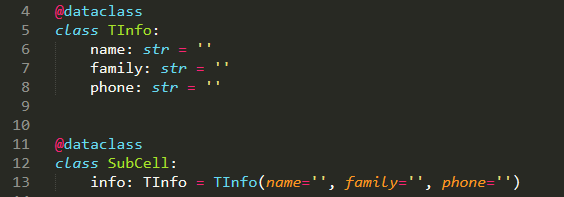 4 @dataclass
5 class TInfo:
6     name: str = ''
7     family: str = ''
8     phone: str = ''
9
10
11 @dataclass
12 class SubCell:
13     info: TInfo = TInfo(name='', family='', phone='')